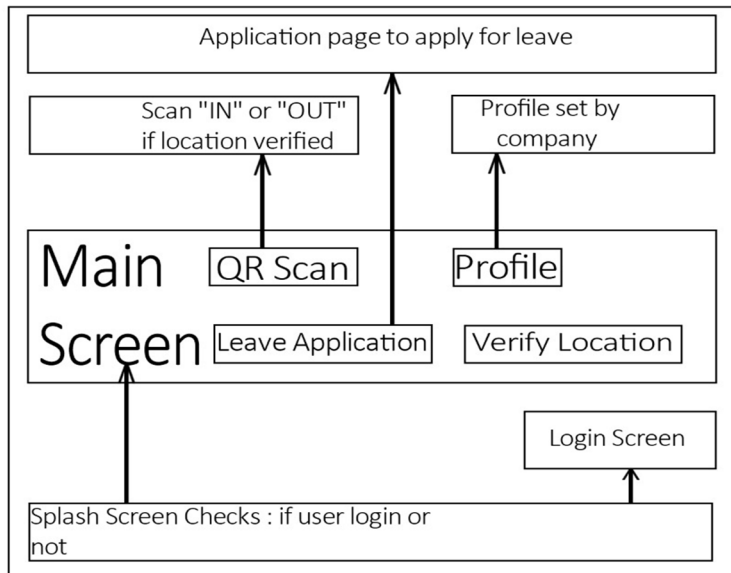 Application page to apply for leave
Scan "IN" or "OUT"
if location verified
Profile set by
company
Main
Screen
QR Scan
Profile
Leave Application
Verify Location
Login Screen
Splash Screen Checks : if user login or
not